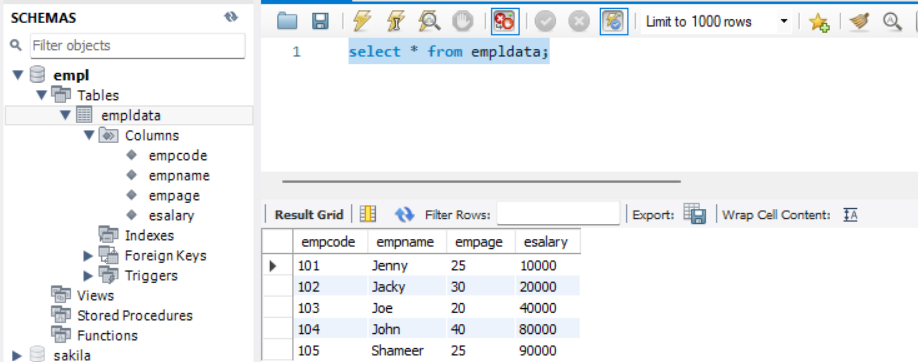 SCHEMAS
Filter objects
empl
Tables
empldata
Columns
empcode
empname
empage
esalary
Indexes
Foreign Keys
Triggers
Views
Stored Procedures
Functions
sakila
Limit to 1000 rows
1 select * from empldata;
Result Grid Filter Rows: Export: Wrap Cell Content: IA
empcode empname empage esalary
101 Jenny 25 10000
102 Jacky 30 20000
103 Joe 20 40000
104 John 40 80000
105 Shameer 25 90000